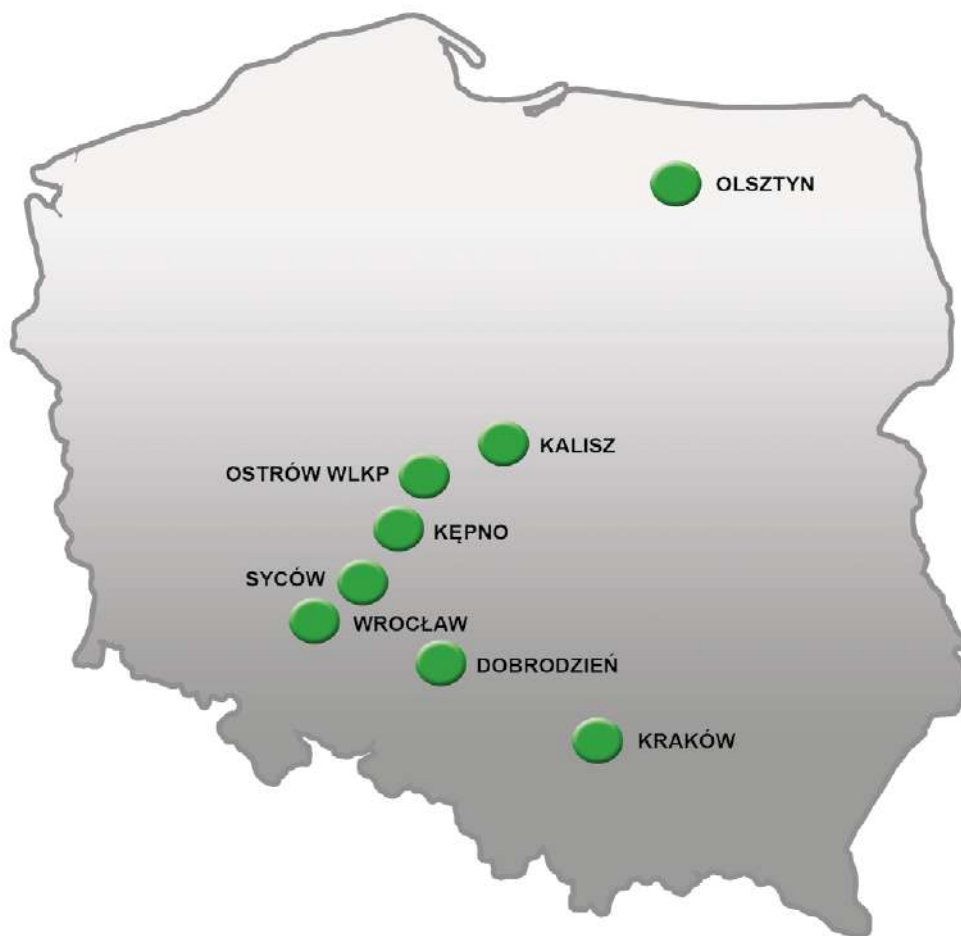 OLSZTYN
KALISZ
OSTRÓW WLKP
KĘPNO
SYCÓW
WROCŁAW
DOBRODZIEŃ
KRAKÓW